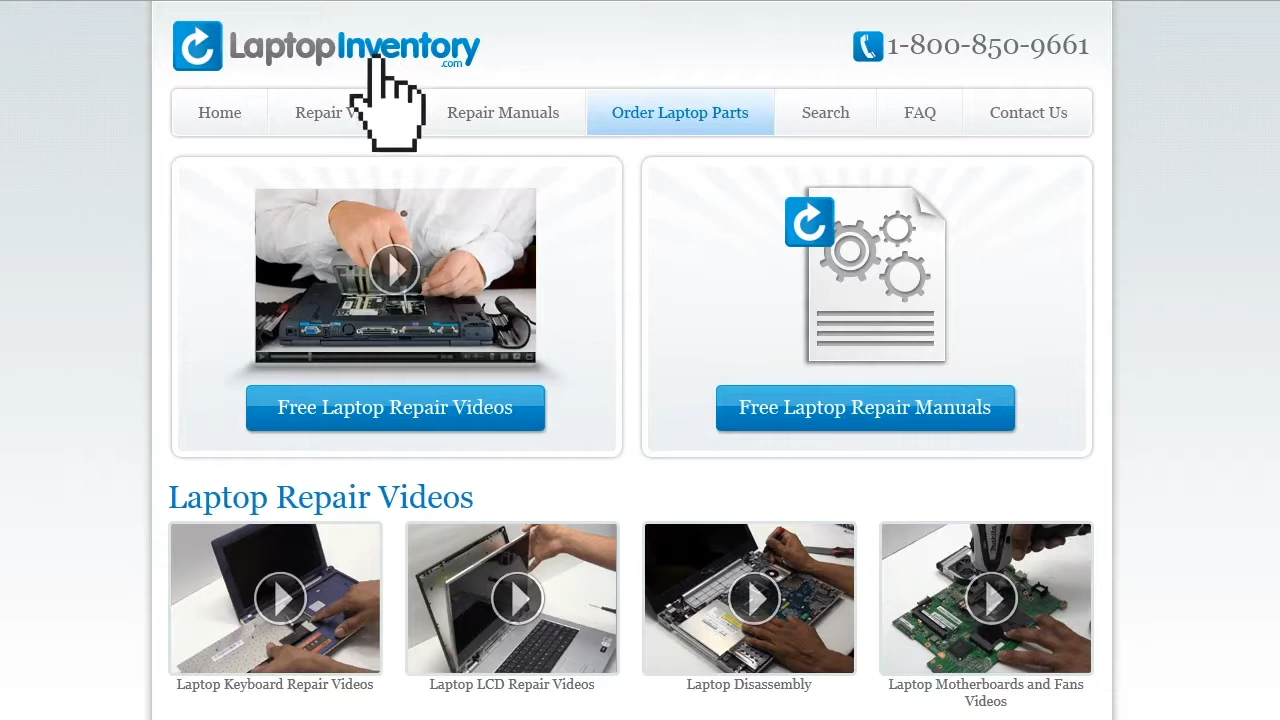 LaptopInventory
.com
1-800-850-9661
Home
Repair V
Repair Manuals
Order Laptop Parts
Search
FAQ
Contact Us
Free Laptop Repair Videos
Free Laptop Repair Manuals
Laptop Repair Videos
Laptop Keyboard Repair Videos
Laptop LCD Repair Videos
Laptop Disassembly
Laptop Motherboards and Fans
Videos